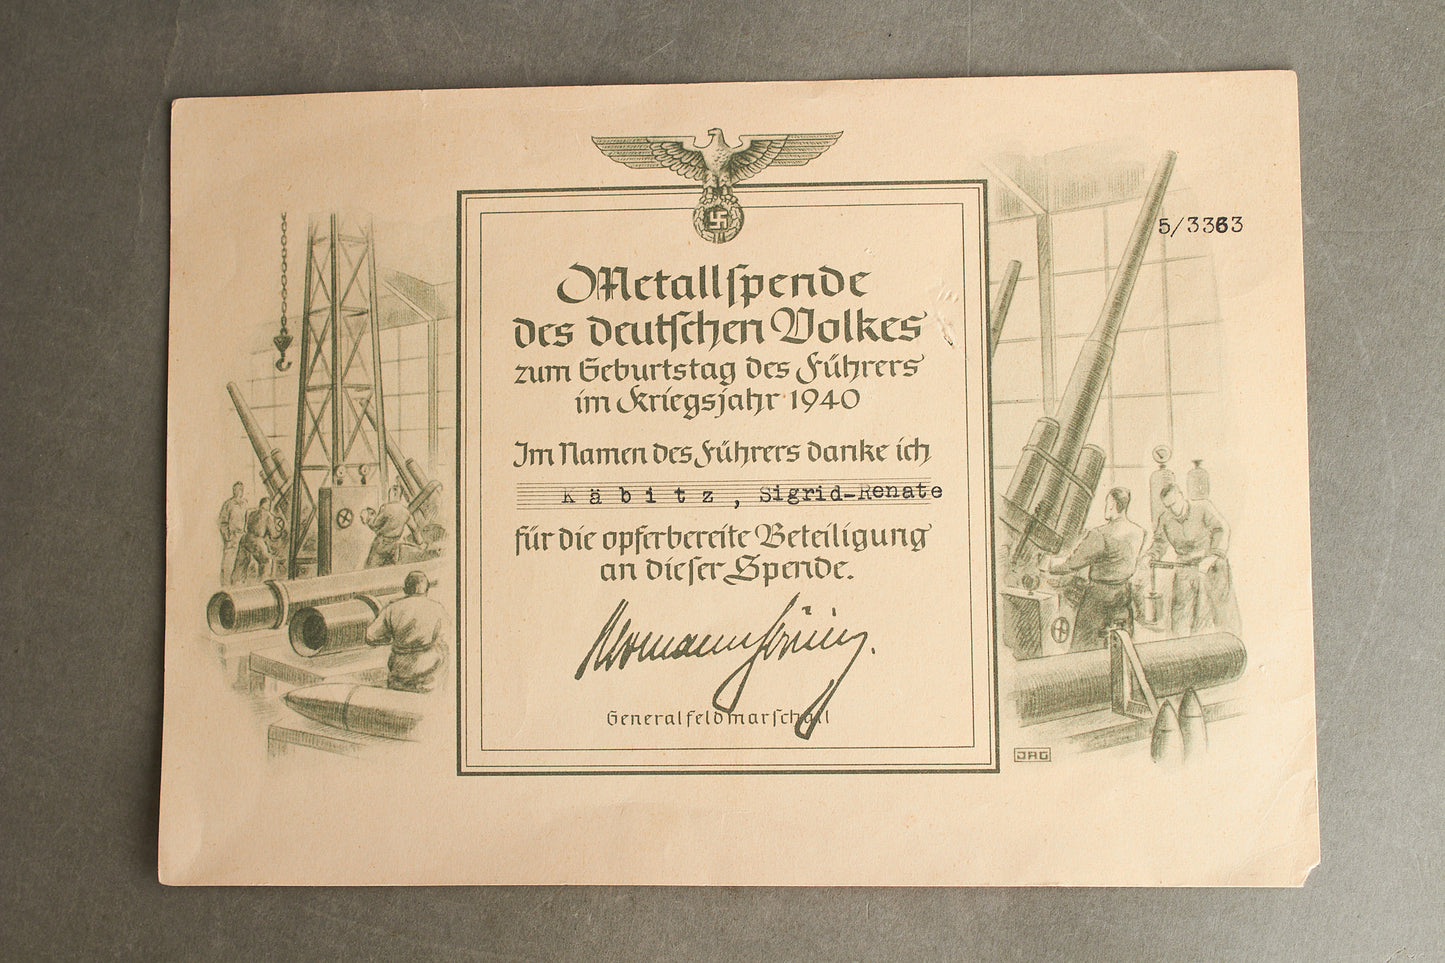 5/3363
Metallspende
des deutschen Volkes
zum Geburtstag des Führers
im Kriegsjahr 1940
Im Namen des Führers danke ich
Käbitz, Sigrid-Renate
für die opferbereite Beteiligung
an dieser Spende.
Hermann Göring.
Generalfeldmarschall
JAG